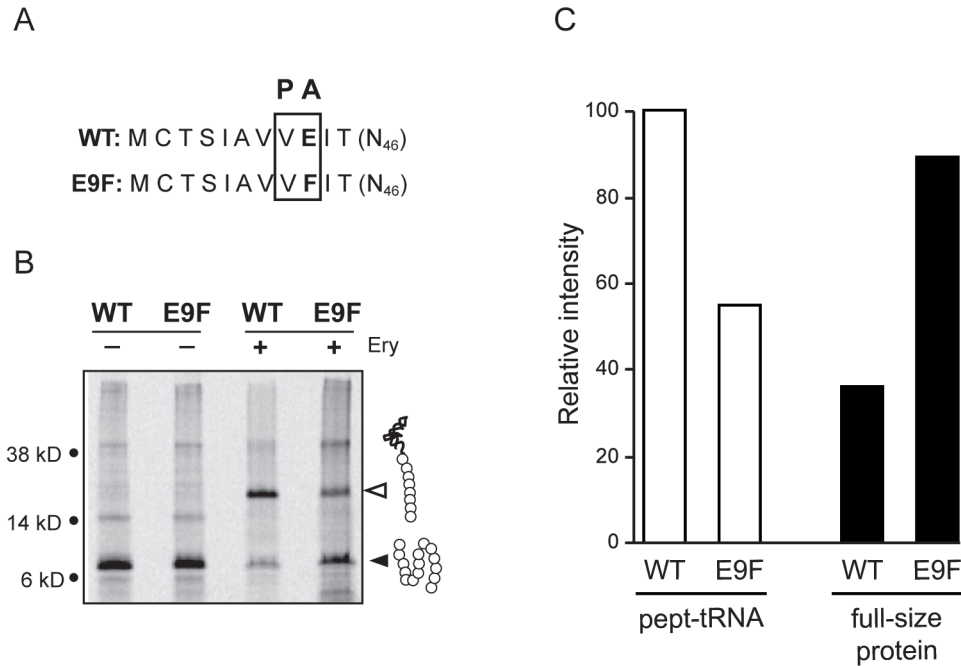 A
P A
WT: M C T S I A V V E I T (N46)
E9F: M C T S I A V V F I T (N46)
B
WT E9F WT E9F
– – + + Ery
38 kD
14 kD
6 kD
C
Relative intensity
100
80
60
40
20
0
WT E9F WT E9F
pept-tRNA full-size
protein